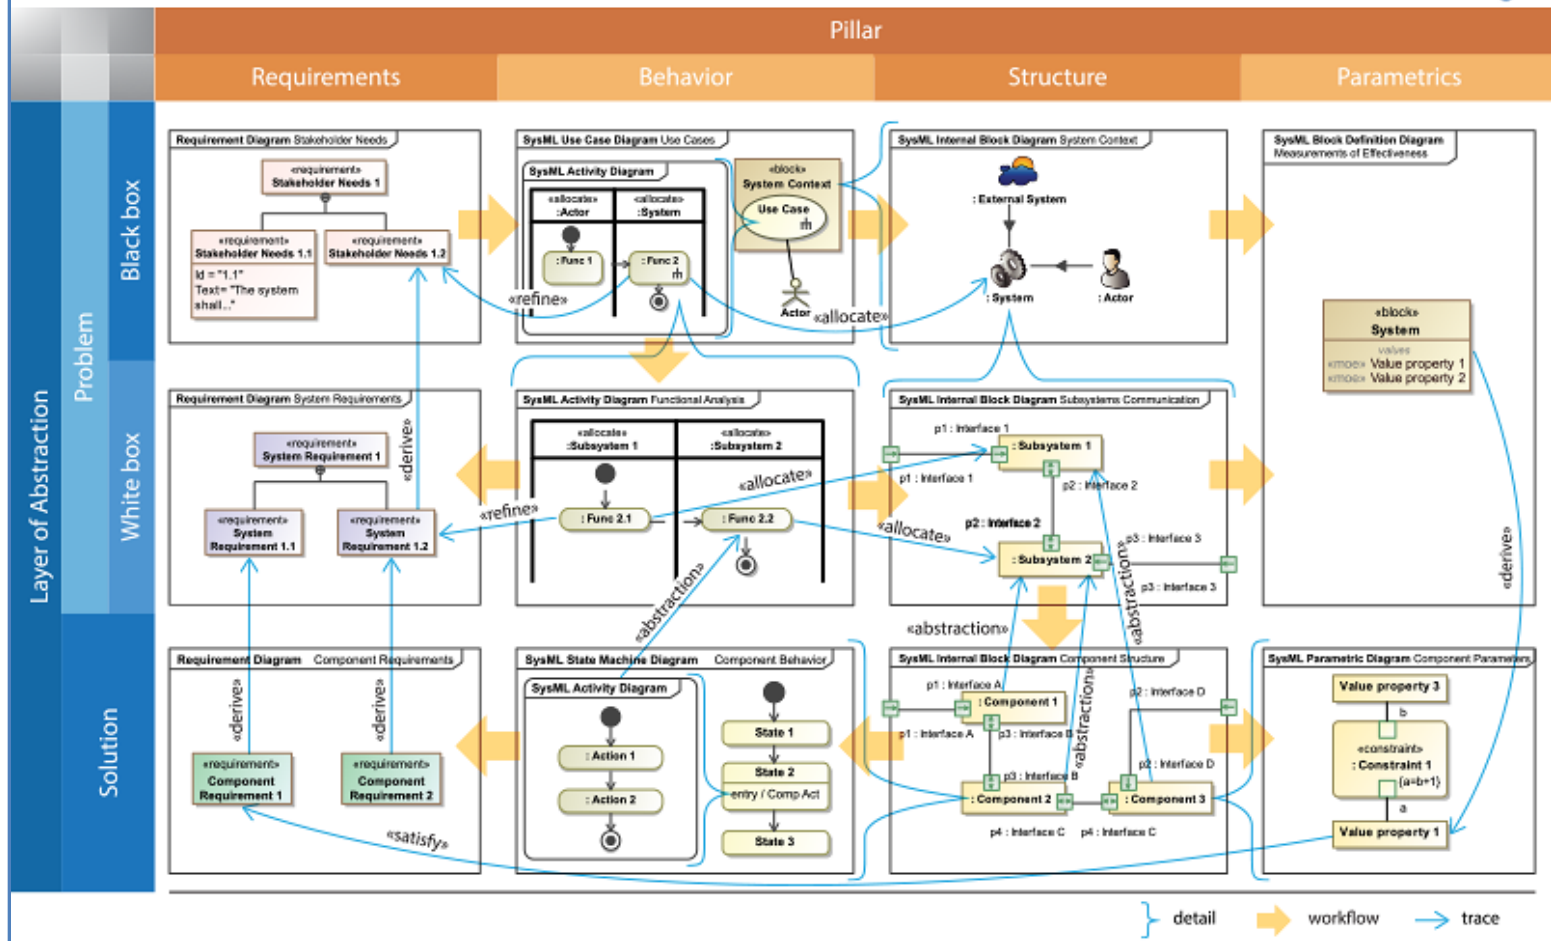 Pillar
Requirements
Behavior
Structure
Parametrics
Layer of Abstraction
Problem
Black box
White box
Solution
Requirement Diagram Stakeholder Needs
«requirement»
Stakeholder Needs 1
«requirement»
Stakeholder Needs 1.1
Id = "1.1"
Text= "The system
shall..."
«requirement»
Stakeholder Needs 1.2
SysML Use Case Diagram Use Cases
SysML Activity Diagram
«allocate»
:Actor
«allocate»
:System
: Func 1
: Func 2
«block»
System Context
Use Case
Actor
«refine»
«allocate»
SysML Internal Block Diagram System Context
: External System
: System
: Actor
SysML Block Definition Diagram
Measurements of Effectiveness
«block»
System
values
«moe» Value property 1
«moe» Value property 2
Requirement Diagram System Requirements
«requirement»
System Requirement 1
«requirement»
System
Requirement 1.1
«requirement»
System
Requirement 1.2
«derive»
«refine»
SysML Activity Diagram Functional Analysis
«allocate»
:Subsystem 1
«allocate»
:Subsystem 2
: Func 2.1
: Func 2.2
«allocate»
«allocate»
«abstraction»
SysML Internal Block Diagram Subsystems Communication
p1: Interface 1
: Subsystem 1
p1 : Interface 1
p2 : Interface 2
p2: Interface 2
p3 : Interface 3
: Subsystem 2
p3 : Interface 3
«abstraction»
«abstraction»
«abstraction»
«derive»
Requirement Diagram Component Requirements
«derive»
«derive»
«requirement»
Component
Requirement 1
«requirement»
Component
Requirement 2
«satisfy»
SysML State Machine Diagram Component Behavior
SysML Activity Diagram
: Action 1
: Action 2
State 1
State 2
entry / Comp Act
State 3
SysML Internal Block Diagram Component Structure
p1 : Interface A
: Component 1
p2 : Interface D
p1 : Interface A
p3 : Interface B
p2 : Interface D
p3 : Interface B
: Component 2
: Component 3
p4 : Interface C
p4 : Interface C
SysML Parametric Diagram Component Parameters
Value property 3
b
«constraint»
: Constraint 1
{a=b+1}
a
Value property 1
detail
workflow
trace